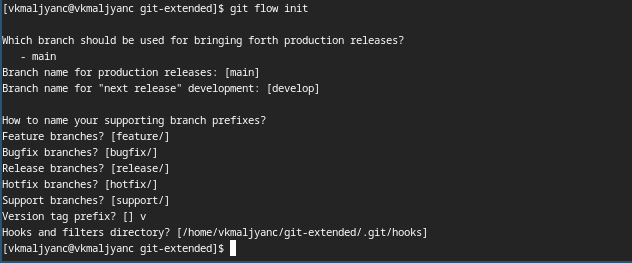 [vkmaljyanc@vkmaljyanc git-extended]$ git flow init
Which branch should be used for bringing forth production releases?
- main
Branch name for production releases: [main]
Branch name for "next release" development: [develop]
How to name your supporting branch prefixes?
Feature branches? [feature/]
Bugfix branches? [bugfix/]
Release branches? [release/]
Hotfix branches? [hotfix/]
Support branches? [support/]
Version tag prefix? [] v
Hooks and filters directory? [/home/vkmaljyanc/git-extended/.git/hooks]
[vkmaljyanc@vkmaljyanc git-extended]$